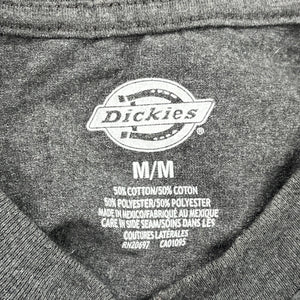 Dickies
®
M/M
50% COTTON/50% COTON
50% POLYESTER/50% POLYESTER
MADE IN MEXICO/FABRIQUÉ AU MEXIQUE
CARE IN SIDE SEAM/SOINS DANS LES
COUTURES LATÉRALES
RN20697 CA01095